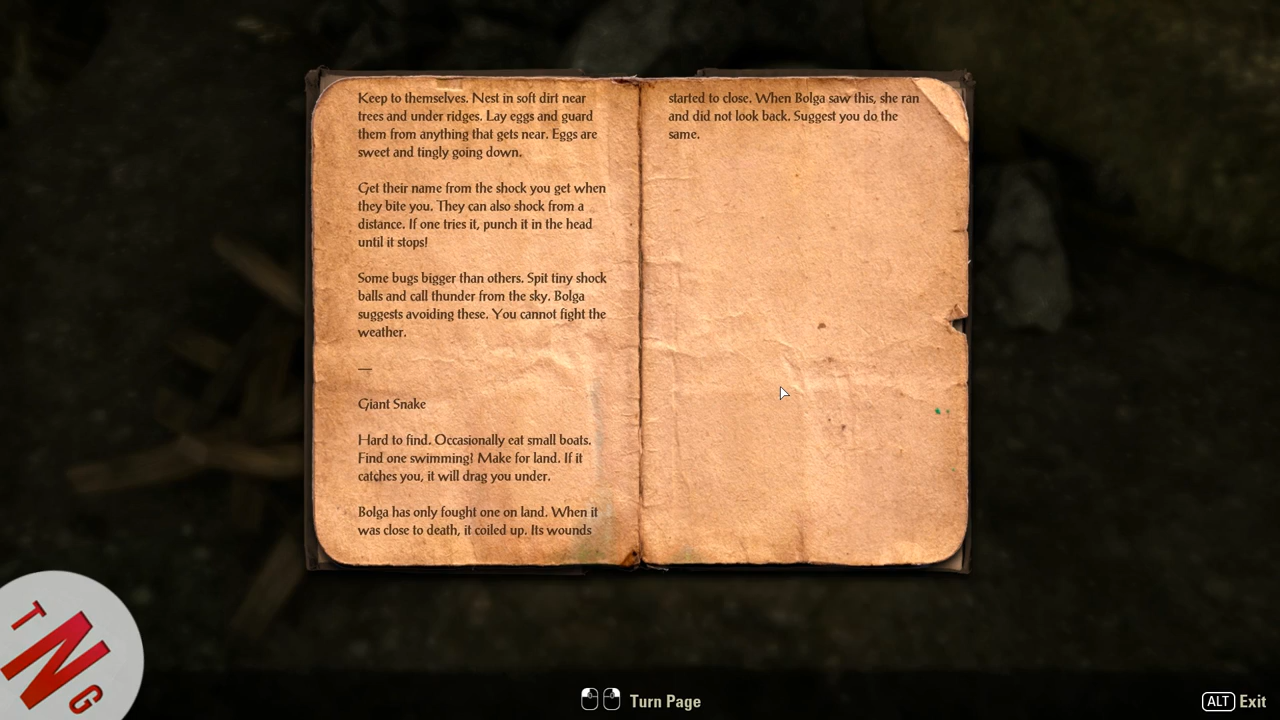 Keep to themselves. Nest in soft dirt near
trees and under ridges. Lay eggs and guard
them from anything that gets near. Eggs are
sweet and tingly going down.
Get their name from the shock you get when
they bite you. They can also shock from a
distance. If one tries it, punch it in the head
until it stops!
Some bugs bigger than others. Spit tiny shock
balls and call thunder from the sky. Bolga
suggests avoiding these. You cannot fight the
weather.
—
Giant Snake
Hard to find. Occasionally eat small boats.
Find one swimming? Make for land. If it
catches you, it will drag you under.
Bolga has only fought one on land. When it
was close to death, it coiled up. Its wounds
started to close. When Bolga saw this, she ran
and did not look back. Suggest you do the
same.
TNG
Turn Page
ALT Exit